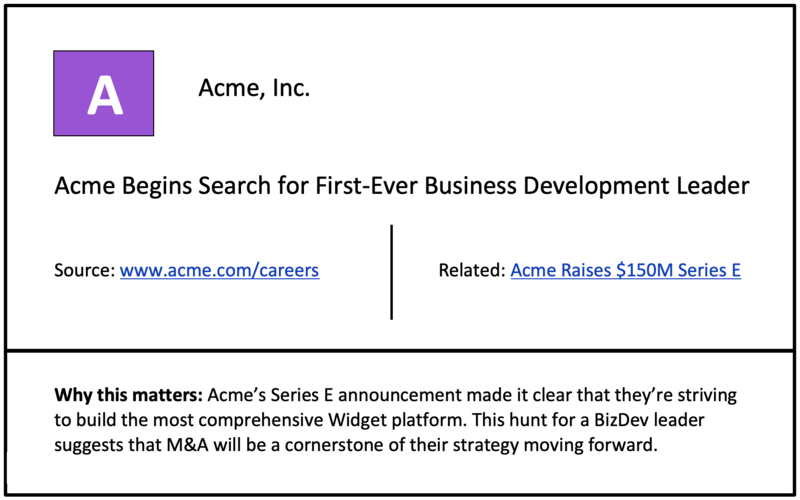 A
Acme, Inc.
Acme Begins Search for First-Ever Business Development Leader
Source: www.acme.com/careers
Related: Acme Raises $150M Series E
Why this matters: Acme’s Series E announcement made it clear that they’re striving
to build the most comprehensive Widget platform. This hunt for a BizDev leader
suggests that M&A will be a cornerstone of their strategy moving forward.